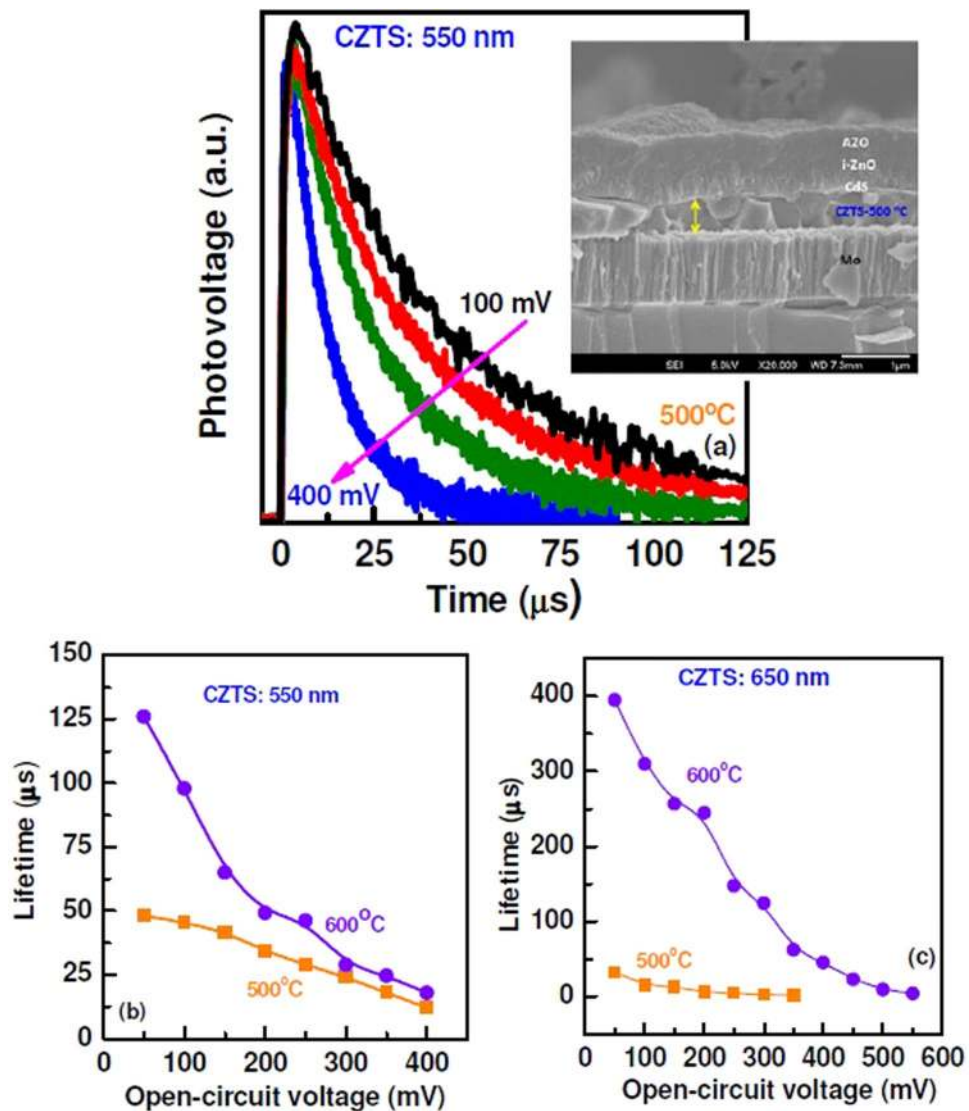 CZTS: 550 nm
Photovoltage (a.u.)
100 mV
400 mV
500°C
(a)
0 25 50 75 100 125
Time (μs)
AZO
i-ZnO
CdS
CZTS-500 °C
Mo
SEI 5.0kV X20,000 WD 7.3mm 1μm
150
125
100
75
50
25
0
Lifetime (μs)
CZTS: 550 nm
600°C
500°C
(b)
0 100 200 300 400
Open-circuit voltage (mV)
400
300
200
100
0
Lifetime (μs)
CZTS: 650 nm
600°C
500°C
(c)
0 100 200 300 400 500 600
Open-circuit voltage (mV)